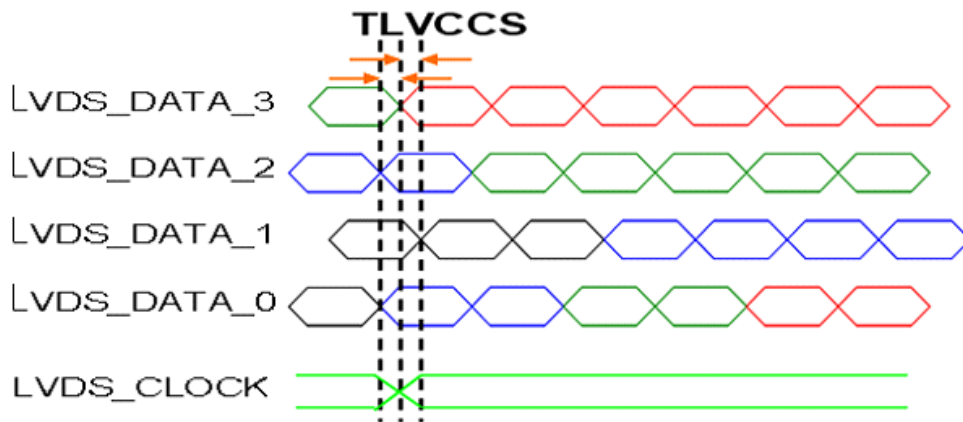 TLVCCS
LVDS_DATA_3
LVDS_DATA_2
LVDS_DATA_1
LVDS_DATA_0
LVDS_CLOCK